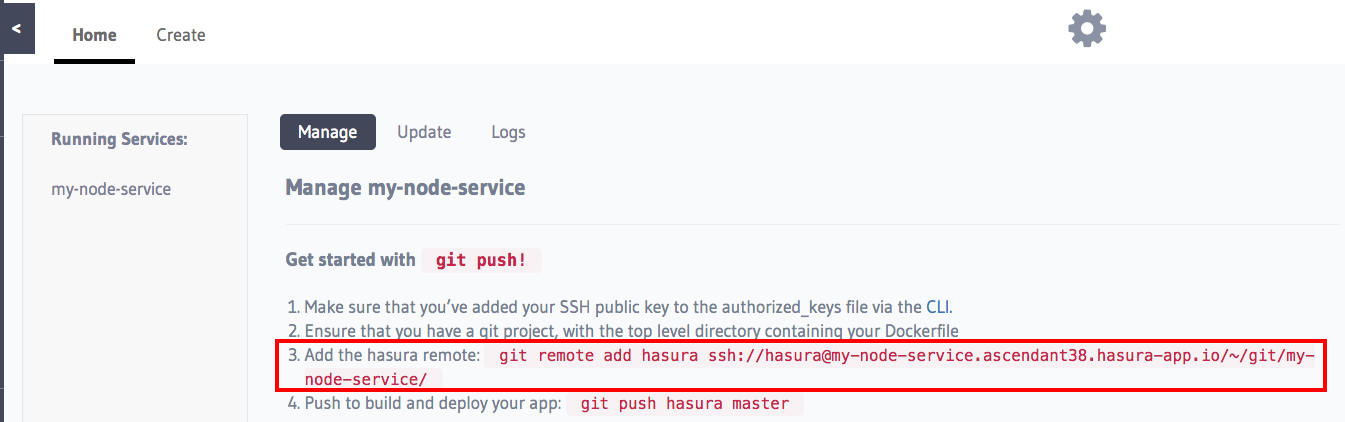 <
Home
Create
Running Services:
my-node-service
Manage
Update
Logs
Manage my-node-service
Get started with git push!
1. Make sure that you’ve added your SSH public key to the authorized_keys file via the CLI.
2. Ensure that you have a git project, with the top level directory containing your Dockerfile
3. Add the hasura remote: git remote add hasura ssh://hasura@my-node-service.ascendant38.hasura-app.io/~/git/my-
node-service/
4. Push to build and deploy your app: git push hasura master